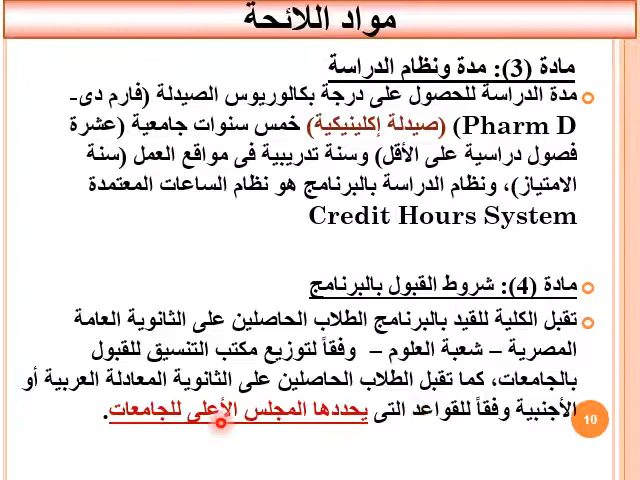 مواد اللائحة
مادة (3): مدة ونظام الدراسة
مدة الدراسة للحصول على درجة بكالوريوس الصيدلة (فارم دى-
Pharm D) (صيدلة إكلينيكية) خمس سنوات جامعية (عشرة
فصول دراسية على الأقل) وسنة تدريبية فى مواقع العمل (سنة
الامتياز)، ونظام الدراسة بالبرنامج هو نظام الساعات المعتمدة
Credit Hours System
مادة (4): شروط القبول بالبرنامج
تقبل الكلية للقيد بالبرنامج الطلاب الحاصلين على الثانوية العامة
المصرية – شعبة العلوم – وفقاً لتوزيع مكتب التنسيق للقبول
بالجامعات، كما تقبل الطلاب الحاصلين على الثانوية المعادلة العربية أو
الأجنبية وفقاً للقواعد التى يحددها المجلس الأعلى للجامعات.
10